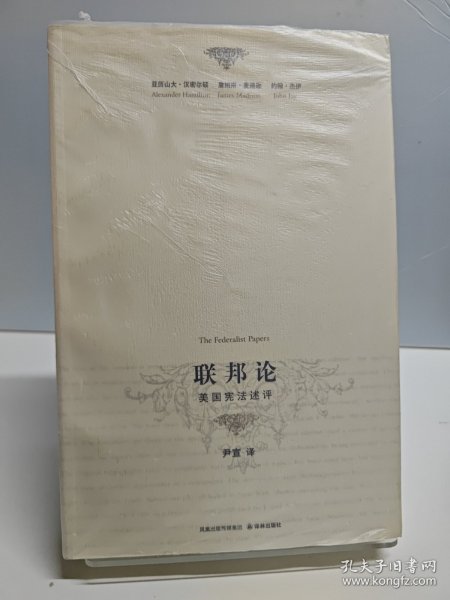 亚历山大·汉密尔顿 詹姆斯·麦迪逊 约翰·杰伊
Alexander Hamilton James Madison John Jay
The Federalist Papers
联邦论
美国宪法述评
尹宣 译
凤凰出版传媒集团 译林出版社
孔夫子旧书网
www.kongfz.com